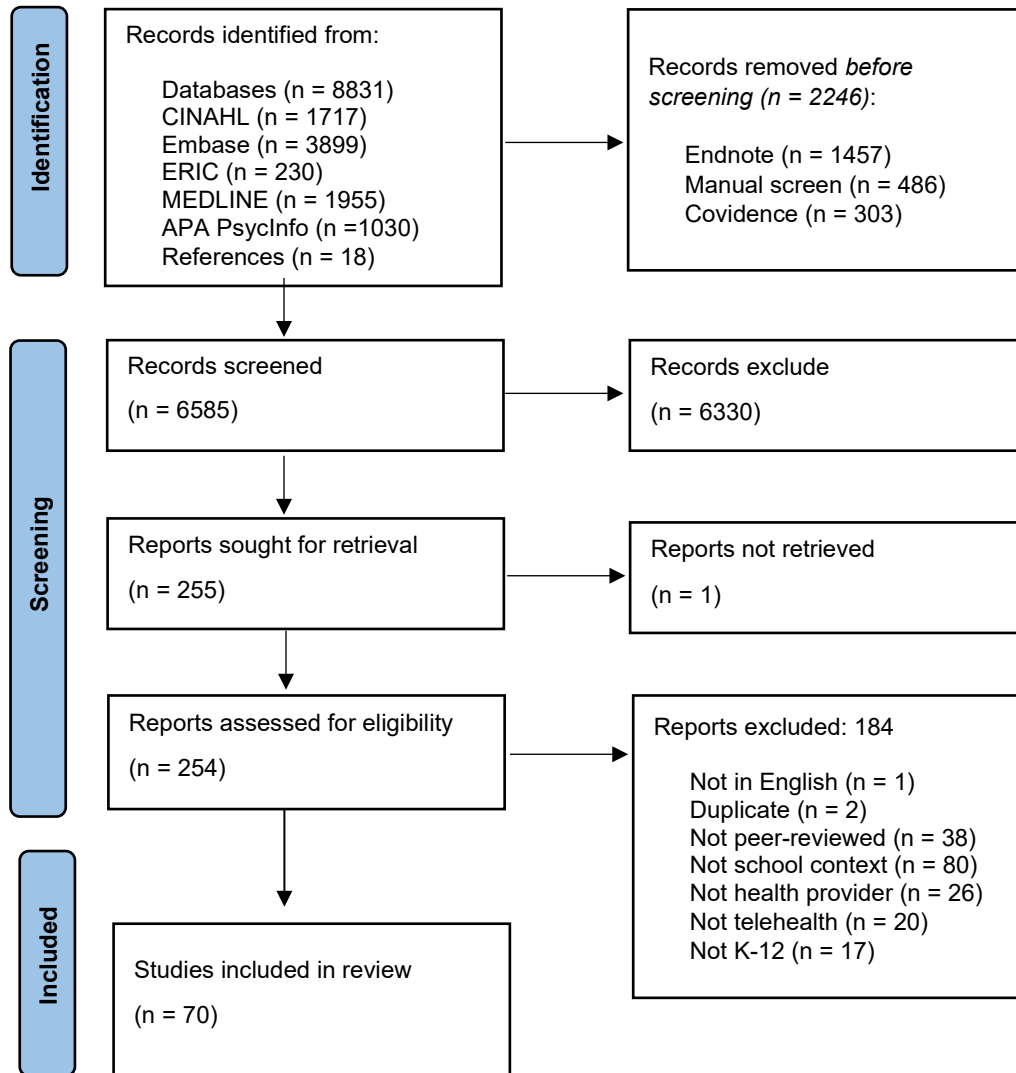 Identification
Records identified from:
Databases (n = 8831)
CINAHL (n = 1717)
Embase (n = 3899)
ERIC (n = 230)
MEDLINE (n = 1955)
APA PsycInfo (n =1030)
References (n = 18)
Records removed before
screening (n = 2246):
Endnote (n = 1457)
Manual screen (n = 486)
Covidence (n = 303)
Screening
Records screened
(n = 6585)
Records exclude
(n = 6330)
Reports sought for retrieval
(n = 255)
Reports not retrieved
(n = 1)
Reports assessed for eligibility
(n = 254)
Reports excluded: 184
Not in English (n = 1)
Duplicate (n = 2)
Not peer-reviewed (n = 38)
Not school context (n = 80)
Not health provider (n = 26)
Not telehealth (n = 20)
Not K-12 (n = 17)
Included
Studies included in review
(n = 70)